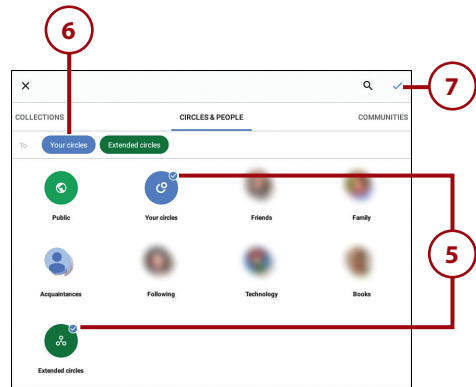 6
7
COLLECTIONS CIRCLES & PEOPLE COMMUNITIES
To Your circles Extended circles
Public Your circles Friends Family
5
Acquaintances Following Technology Books
Extended circles